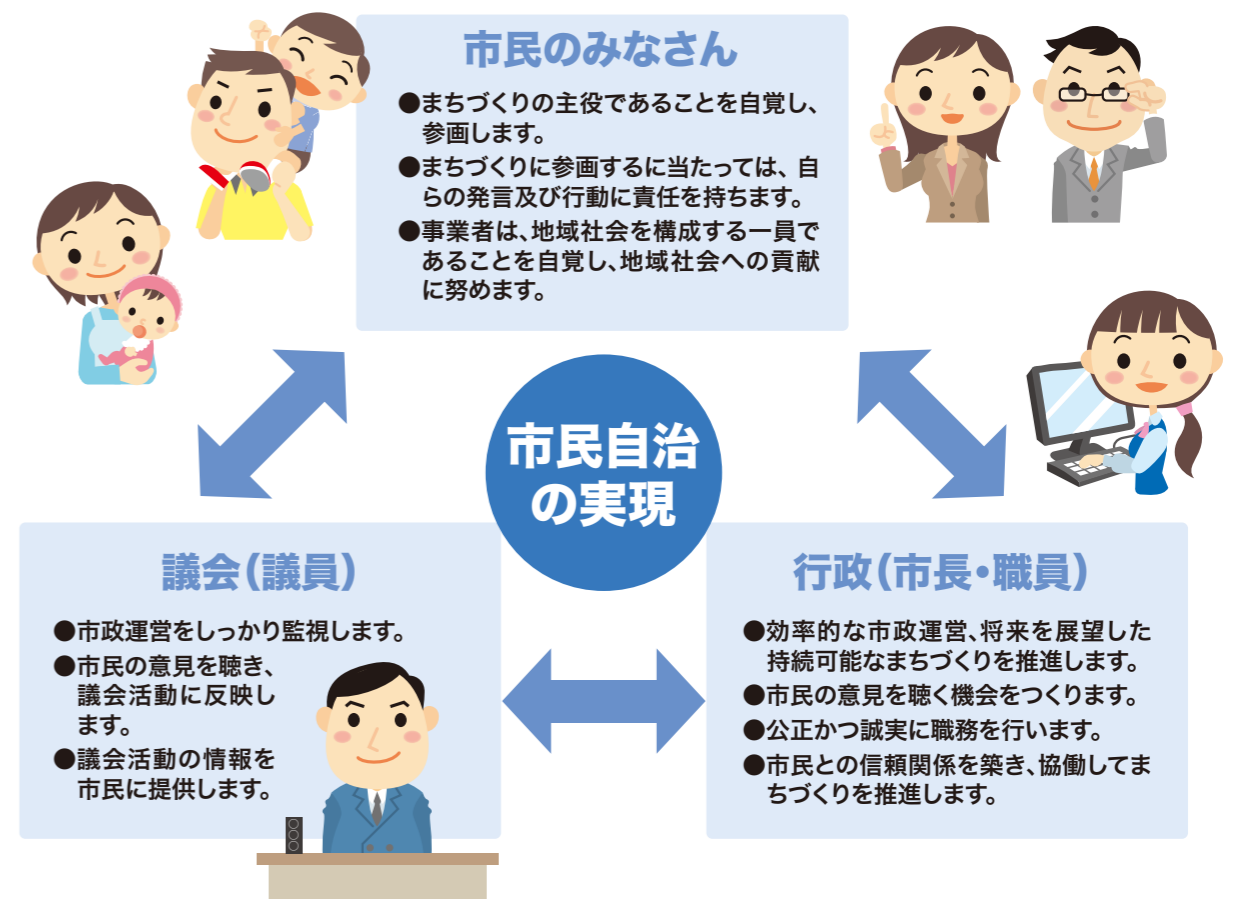 市民のみなさん
●まちづくりの主役であることを自覚し、
参画します。
●まちづくりに参画するに当たっては、自
らの発言及び行動に責任を持ちます。
●事業者は、地域社会を構成する一員で
あることを自覚し、地域社会への貢献
に努めます。
市民自治
の実現
議会(議員)
●市政運営をしっかり監視します。
●市民の意見を聴き、
議会活動に反映し
ます。
●議会活動の情報を
市民に提供します。
行政(市長・職員)
●効率的な市政運営、将来を展望した
持続可能なまちづくりを推進します。
●市民の意見を聴く機会をつくります。
●公正かつ誠実に職務を行います。
●市民との信頼関係を築き、協働してま
ちづくりを推進します。